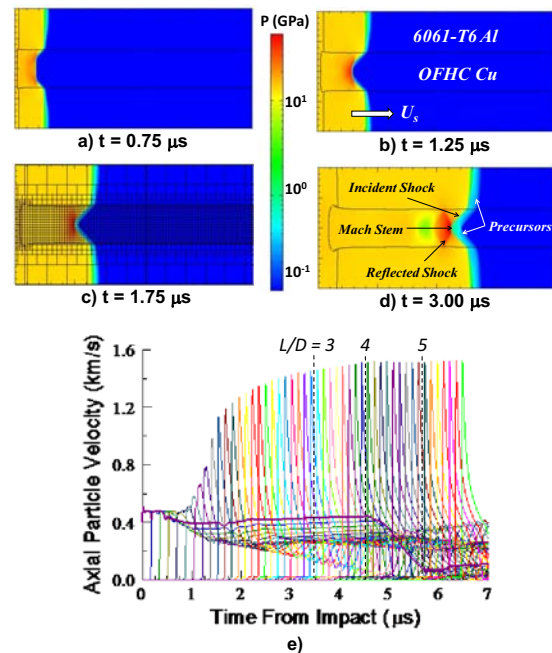 P (GPa)
6061-T6 Al
OFHC Cu
Us
10¹
10⁰
10⁻¹
a) t = 0.75 µs
b) t = 1.25 µs
Incident Shock
Mach Stem
Precursors
Reflected Shock
c) t = 1.75 µs
d) t = 3.00 µs
L/D = 3
4
5
Axial Particle Velocity (km/s)
1.6
1.2
0.8
0.4
0.0
0 1 2 3 4 5 6 7
Time From Impact (µs)
e)